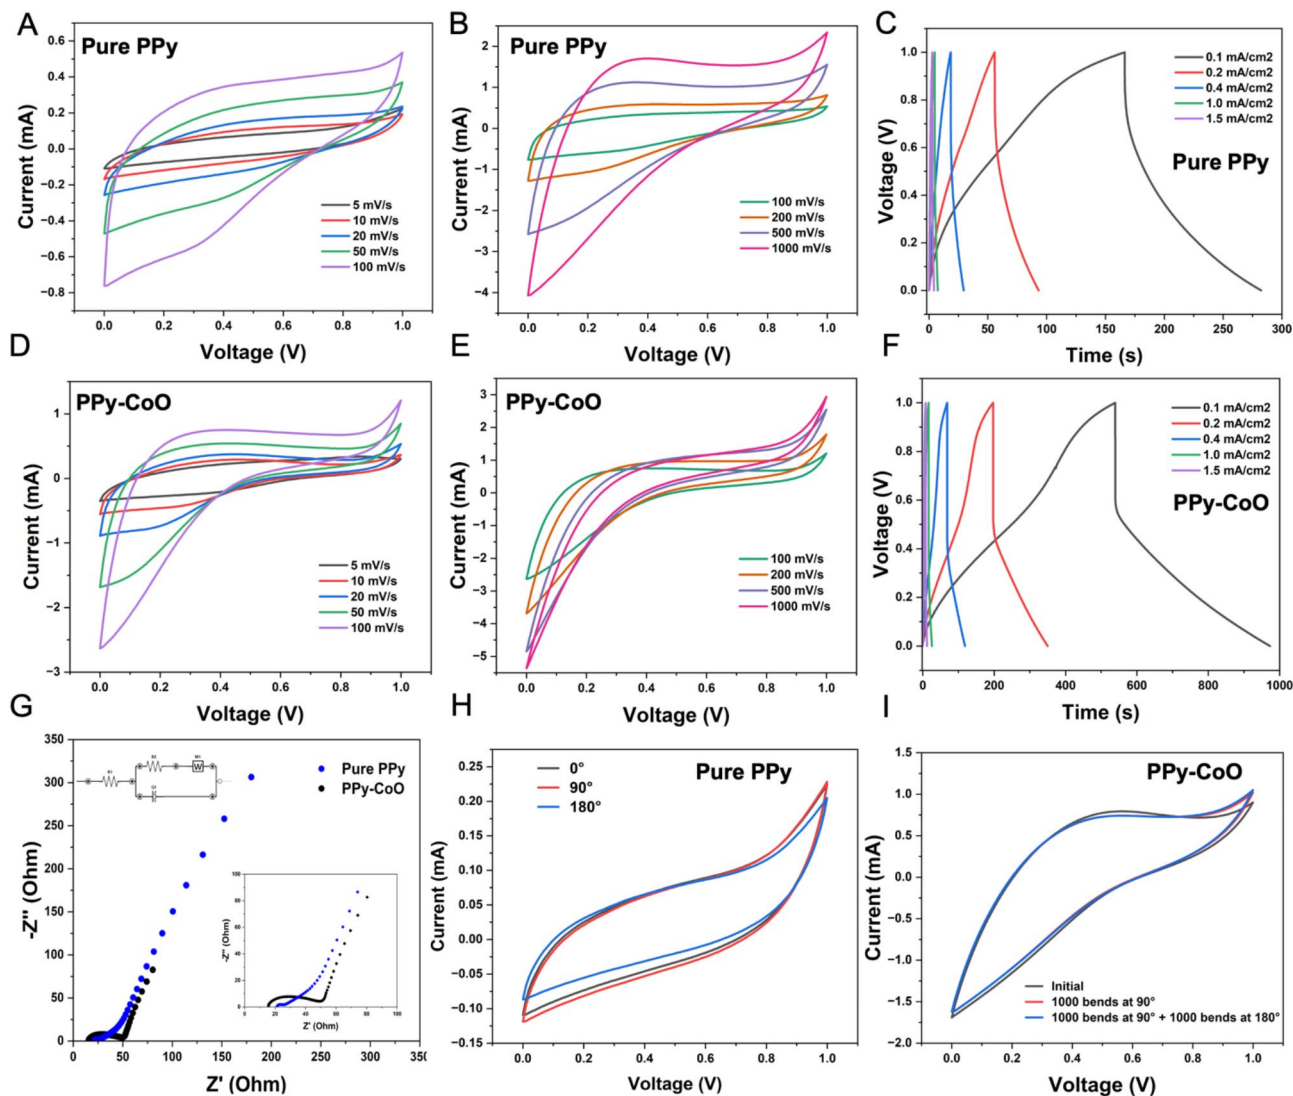 A
Pure PPy
Current (mA)
0.6
0.4
0.2
0.0
−0.2
−0.4
−0.6
−0.8
5 mV/s
10 mV/s
20 mV/s
50 mV/s
100 mV/s
0.0 0.2 0.4 0.6 0.8 1.0
Voltage (V)
B
Pure PPy
Current (mA)
2
1
0
−1
−2
−3
−4
100 mV/s
200 mV/s
500 mV/s
1000 mV/s
0.0 0.2 0.4 0.6 0.8 1.0
Voltage (V)
C
Voltage (V)
1.0
0.8
0.6
0.4
0.2
0.0
0.1 mA/cm2
0.2 mA/cm2
0.4 mA/cm2
1.0 mA/cm2
1.5 mA/cm2
Pure PPy
0 50 100 150 200 250 300
Time (s)
D
PPy-CoO
Current (mA)
1
0
−1
−2
−3
5 mV/s
10 mV/s
20 mV/s
50 mV/s
100 mV/s
0.0 0.2 0.4 0.6 0.8 1.0
Voltage (V)
E
PPy-CoO
Current (mA)
3
2
1
0
−1
−2
−3
−4
−5
100 mV/s
200 mV/s
500 mV/s
1000 mV/s
0.0 0.2 0.4 0.6 0.8 1.0
Voltage (V)
F
Voltage (V)
1.0
0.8
0.6
0.4
0.2
0.0
0.1 mA/cm2
0.2 mA/cm2
0.4 mA/cm2
1.0 mA/cm2
1.5 mA/cm2
PPy-CoO
0 200 400 600 800 1000
Time (s)
G
-Z'' (Ohm)
350
300
250
200
150
100
50
0
Pure PPy
PPy-CoO
W
-Z'' (Ohm)
100
80
60
40
20
0
0 20 40 60 80 100
Z' (Ohm)
0 50 100 150 200 250 300 350
Z' (Ohm)
H
Pure PPy
0°
90°
180°
Current (mA)
0.25
0.20
0.15
0.10
0.05
0.00
−0.05
−0.10
−0.15
0.0 0.2 0.4 0.6 0.8 1.0
Voltage (V)
I
PPy-CoO
Current (mA)
1.5
1.0
0.5
0.0
−0.5
−1.0
−1.5
−2.0
Initial
1000 bends at 90°
1000 bends at 90° + 1000 bends at 180°
0.0 0.2 0.4 0.6 0.8 1.0
Voltage (V)